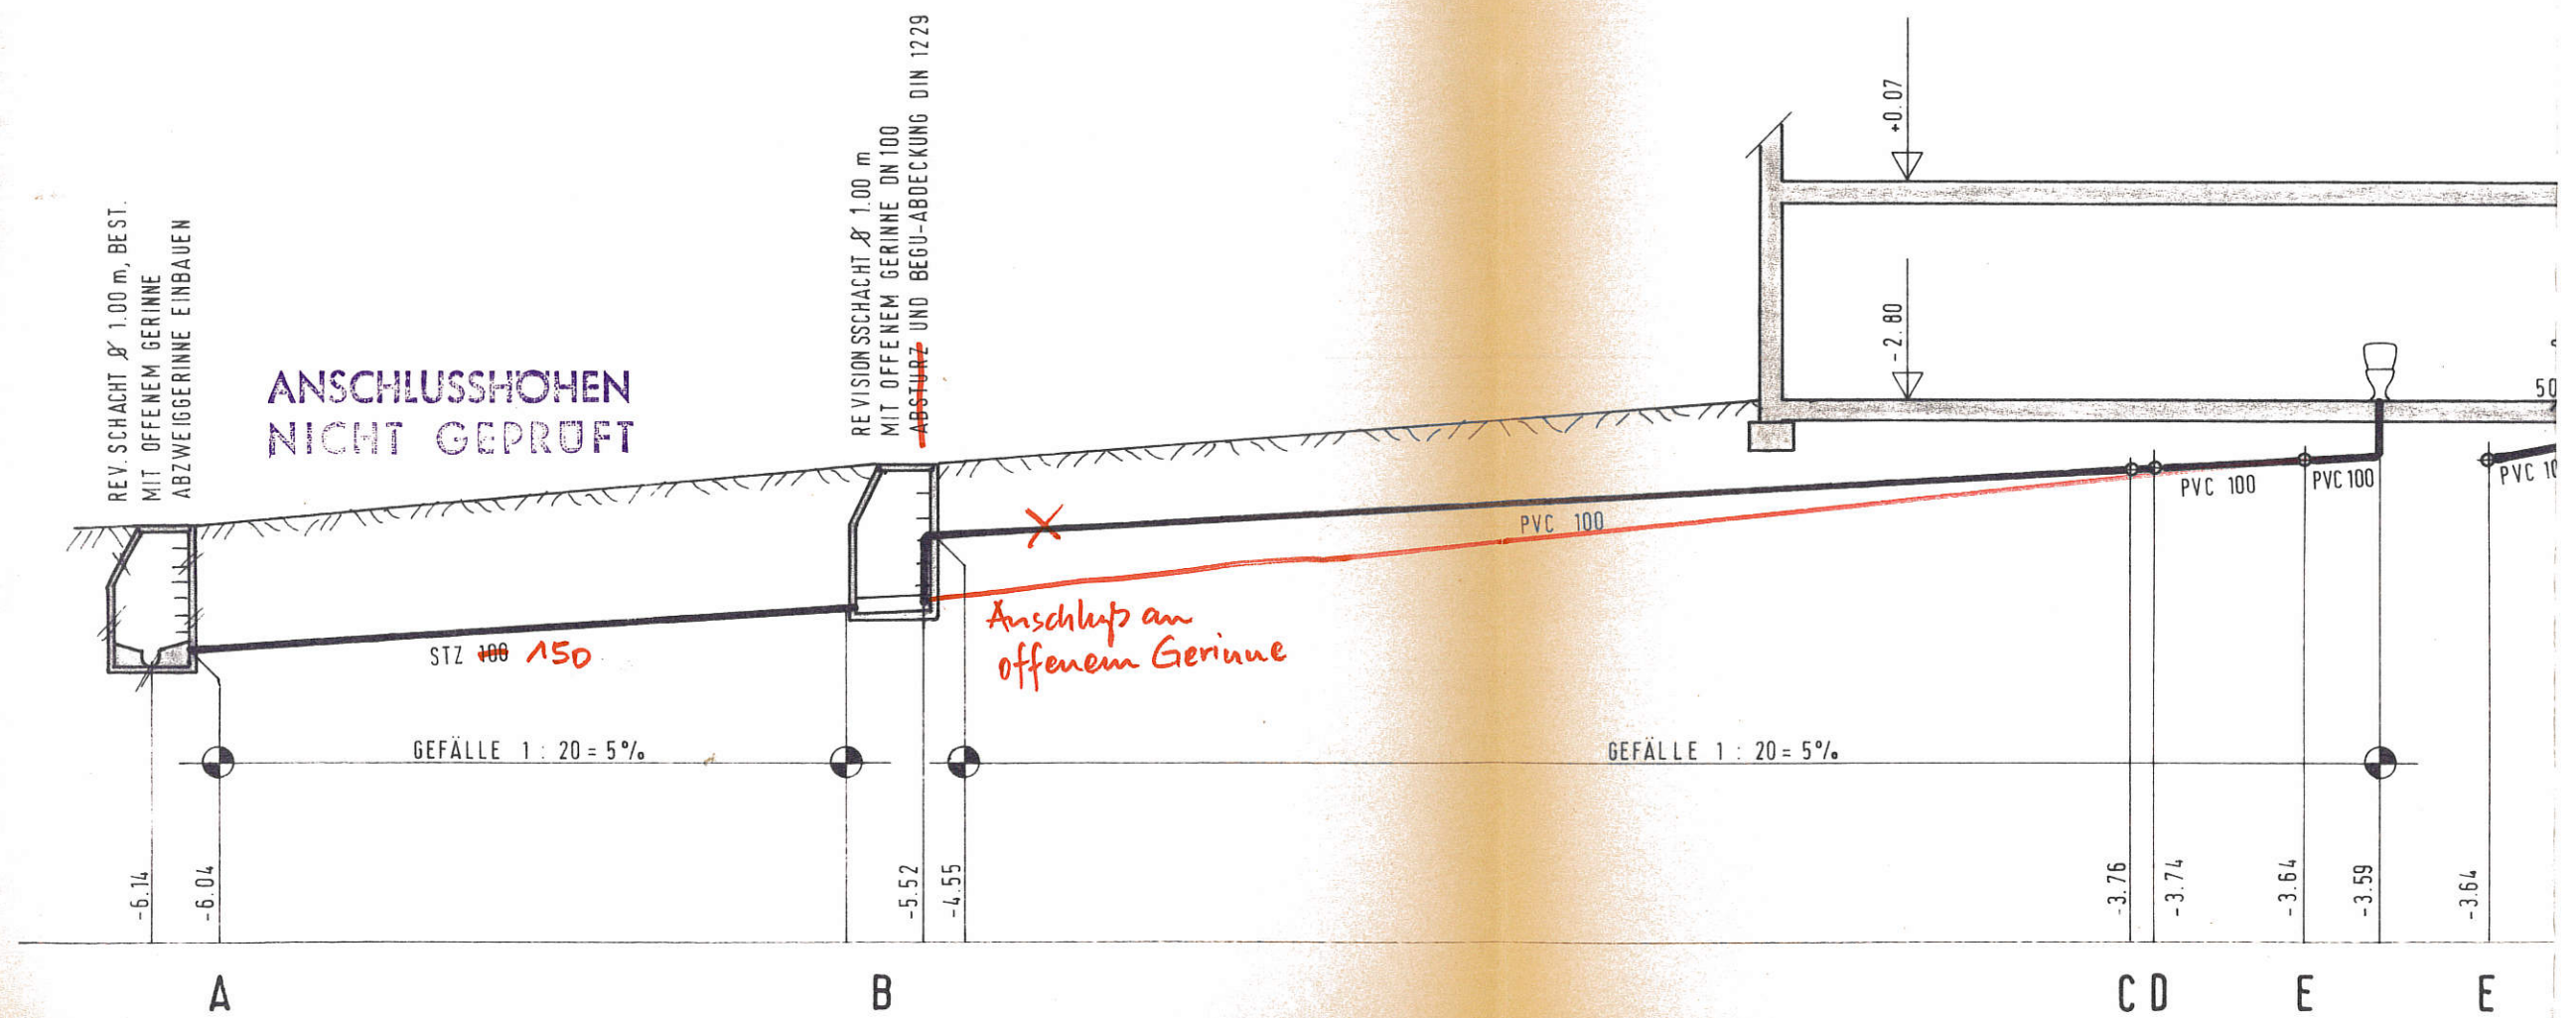 REV. SCHACHT Ø 1.00 m, BEST.
MIT OFFENEM GERINNE
ABZWEIGGERINNE EINBAUEN
ANSCHLUSSHÖHEN
NICHT GEPRÜFT
REVISIONSSCHACHT Ø 1.00 m
MIT OFFENEM GERINNE DN 100
ABSTURZ UND BEGU-ABDECKUNG DIN 1229
+0.07
-2.80
50
PVC 100
PVC 100
PVC 100
PVC 10
STZ 100 150
Anschluß an
offenem Gerinne
GEFÄLLE 1 : 20 = 5%
GEFÄLLE 1 : 20 = 5%
-6.14
-6.04
-5.52
-4.55
-3.76
-3.74
-3.64
-3.59
-3.64
A
B
C D
E
E